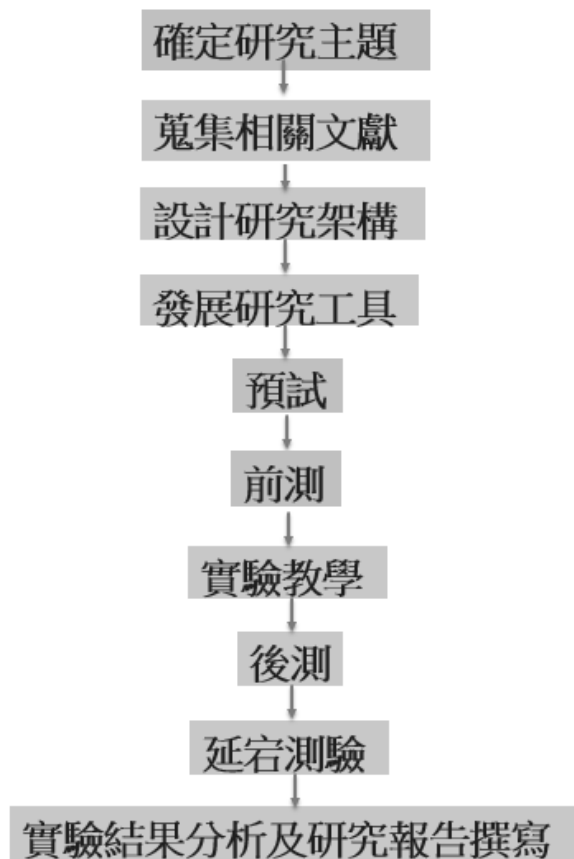 確定研究主題
蒐集相關文獻
設計研究架構
發展研究工具
預試
前測
實驗教學
後測
延宕測驗
實驗結果分析及研究報告撰寫